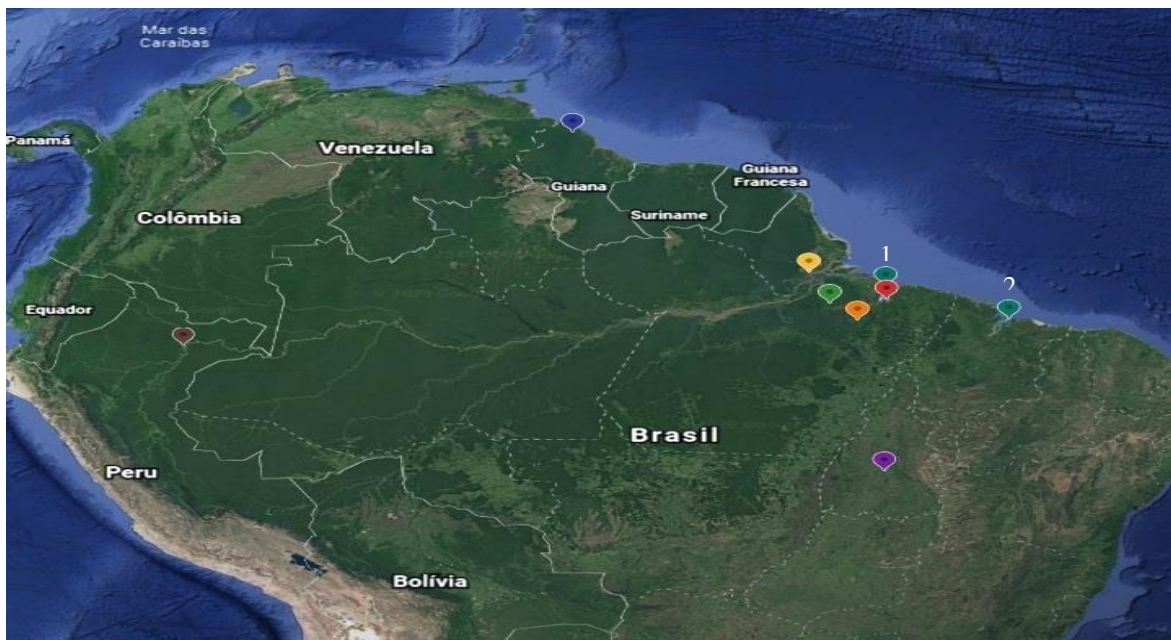 Mar das
Caraíbas
Panamá
Venezuela
Guiana
Guiana
Francesa
Suriname
Colômbia
1
2
Equador
Brasil
Peru
Bolívia